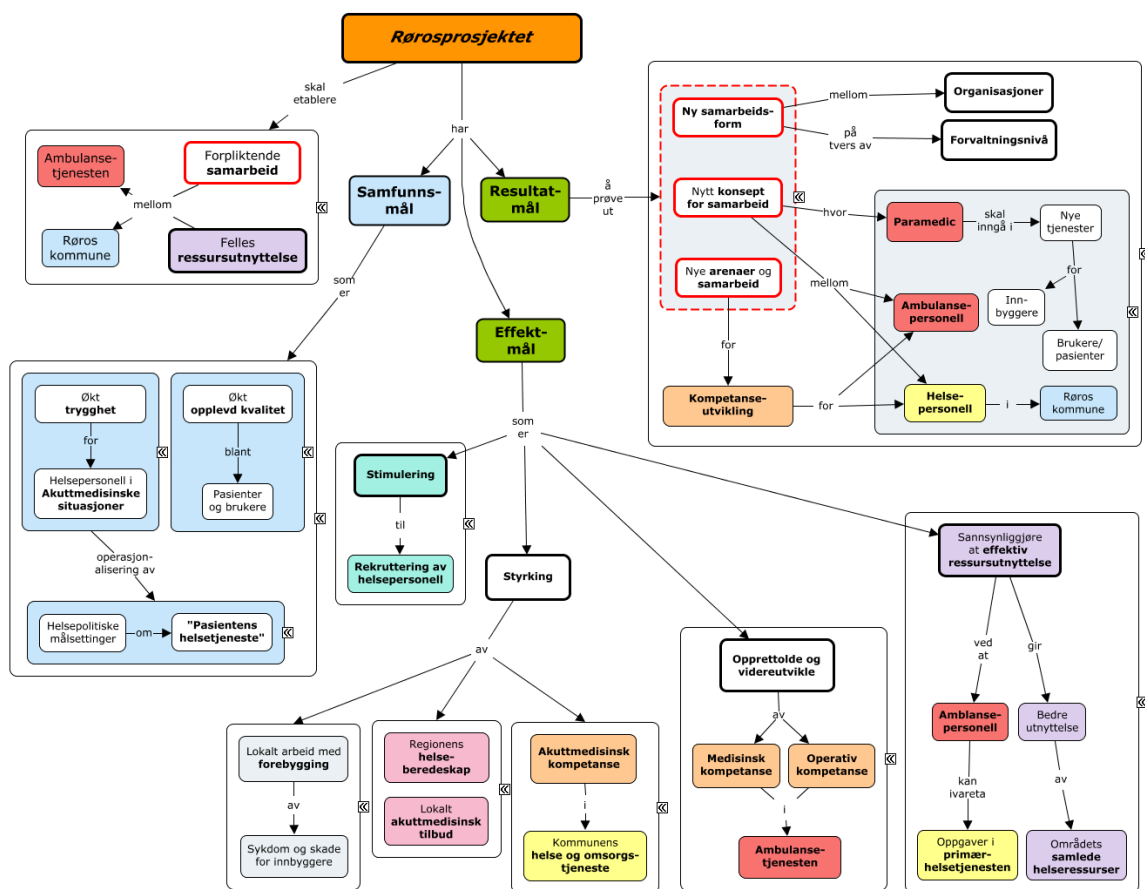 Rørosprosjektet
skal
etablere
har
Ambulanse-
tjenesten
Forpliktende
samarbeid
mellom
Røros
kommune
Felles
ressursutnyttelse
Samfunns-
mål
Resultat-
mål
å
prøve
ut
Effekt-
mål
Ny samarbeids-
form
mellom
Organisasjoner
på
tvers av
Forvaltningsnivå
Nytt konsept
for samarbeid
hvor
Paramedic
skal
inngå i
Nye
tjenester
for
Inn-
byggere
Brukere/
pasienter
mellom
Nye arenaer og
samarbeid
Ambulanse-
personell
for
Kompetanse-
utvikling
for
Helse-
personell
i
Røros
kommune
som
er
Økt
trygghet
for
Helsepersonell i
Akuttmedisinske
situasjoner
Økt
opplevd kvalitet
blant
Pasienter
og brukere
operasjon-
alisering av
Helsepolitiske
målsettinger
om
"Pasientens
helsetjeneste"
som
er
Stimulering
til
Rekruttering av
helsepersonell
Styrking
av
Lokalt arbeid med
forebygging
av
Sykdom og skade
for innbyggere
Regionens
helse-
beredeskap
Lokalt
akuttmedisinsk
tilbud
Akuttmedisinsk
kompetanse
i
Kommunens
helse og omsorgs-
tjeneste
Opprettolde og
videreutvikle
av
Medisinsk
kompetanse
Operativ
kompetanse
i
Ambulanse-
tjenesten
Sannsynliggjøre
at effektiv
ressursutnyttelse
ved
at
gir
Amblanse-
personell
Bedre
utnyttelse
kan
ivareta
av
Oppgaver i
primær-
helsetjenesten
Områdets
samlede
helseressurser